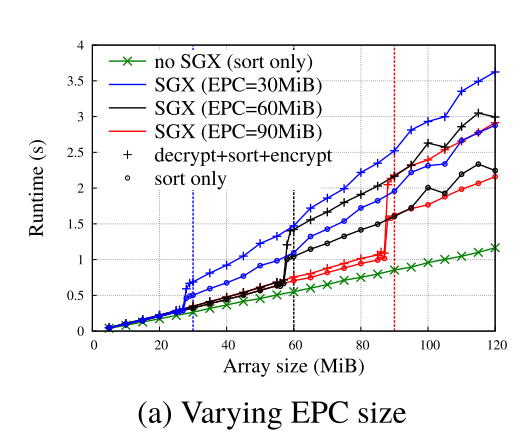 4
3.5
3
2.5
2
1.5
1
0.5
0
Runtime (s)
no SGX (sort only)
SGX (EPC=30MiB)
SGX (EPC=60MiB)
SGX (EPC=90MiB)
decrypt+sort+encrypt
sort only
0 20 40 60 80 100 120
Array size (MiB)
(a) Varying EPC size